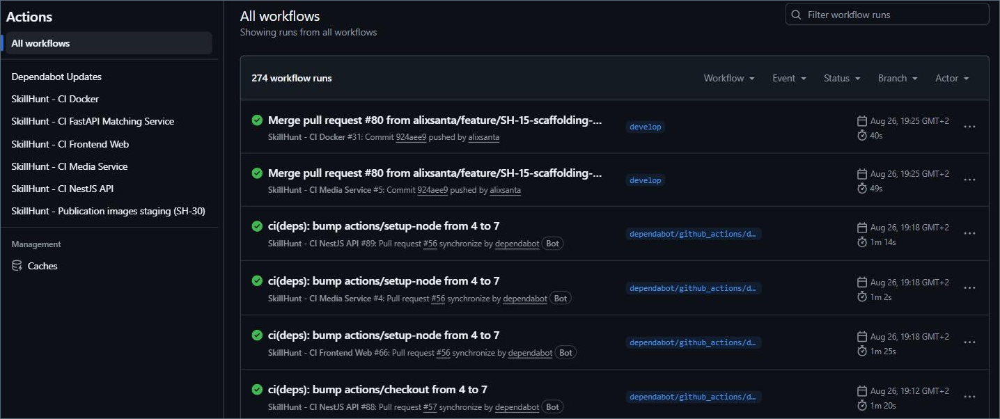 Actions
All workflows
Dependabot Updates
SkillHunt - CI Docker
SkillHunt - CI FastAPI Matching Service
SkillHunt - CI Frontend Web
SkillHunt - CI Media Service
SkillHunt - CI NestJS API
SkillHunt - Publication images staging (SH-30)
Management
Caches
All workflows
Showing runs from all workflows
Filter workflow runs
274 workflow runs
Workflow Event Status Branch Actor
Merge pull request #80 from alixsanta/feature/SH-15-scaffolding-...
SkillHunt - CI Docker #31: Commit 924aee9 pushed by alixsanta
develop
Aug 26, 19:25 GMT+2
40s
Merge pull request #80 from alixsanta/feature/SH-15-scaffolding-...
SkillHunt - CI Media Service #5: Commit 924aee9 pushed by alixsanta
develop
Aug 26, 19:25 GMT+2
49s
ci(deps): bump actions/setup-node from 4 to 7
SkillHunt - CI NestJS API #89: Pull request #56 synchronize by dependabot Bot
dependabot/github_actions/d…
Aug 26, 19:18 GMT+2
1m 14s
ci(deps): bump actions/setup-node from 4 to 7
SkillHunt - CI Media Service #4: Pull request #56 synchronize by dependabot Bot
dependabot/github_actions/d…
Aug 26, 19:18 GMT+2
1m 2s
ci(deps): bump actions/setup-node from 4 to 7
SkillHunt - CI Frontend Web #66: Pull request #56 synchronize by dependabot Bot
dependabot/github_actions/d…
Aug 26, 19:18 GMT+2
1m 25s
ci(deps): bump actions/checkout from 4 to 7
SkillHunt - CI NestJS API #88: Pull request #57 synchronize by dependabot Bot
dependabot/github_actions/d…
Aug 26, 19:12 GMT+2
1m 20s